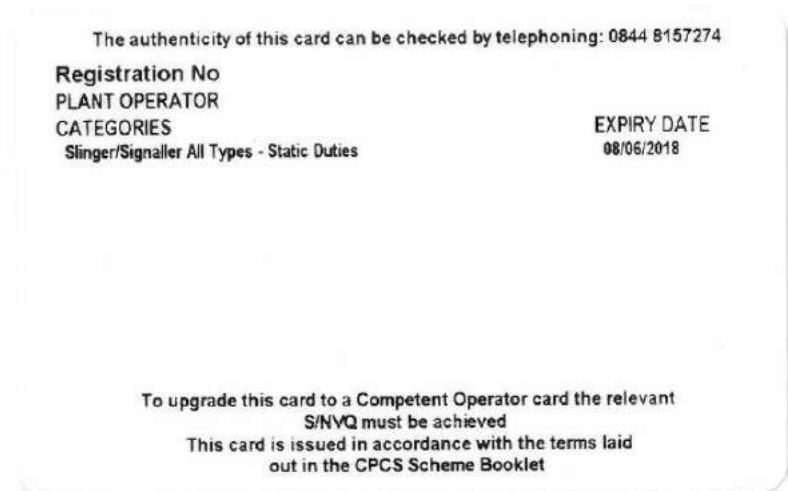 The authenticity of this card can be checked by telephoning: 0844 8157274
Registration No
PLANT OPERATOR
CATEGORIES
EXPIRY DATE
Slinger/Signaller All Types - Static Duties
08/06/2018
To upgrade this card to a Competent Operator card the relevant
S/NVQ must be achieved
This card is issued in accordance with the terms laid
out in the CPCS Scheme Booklet